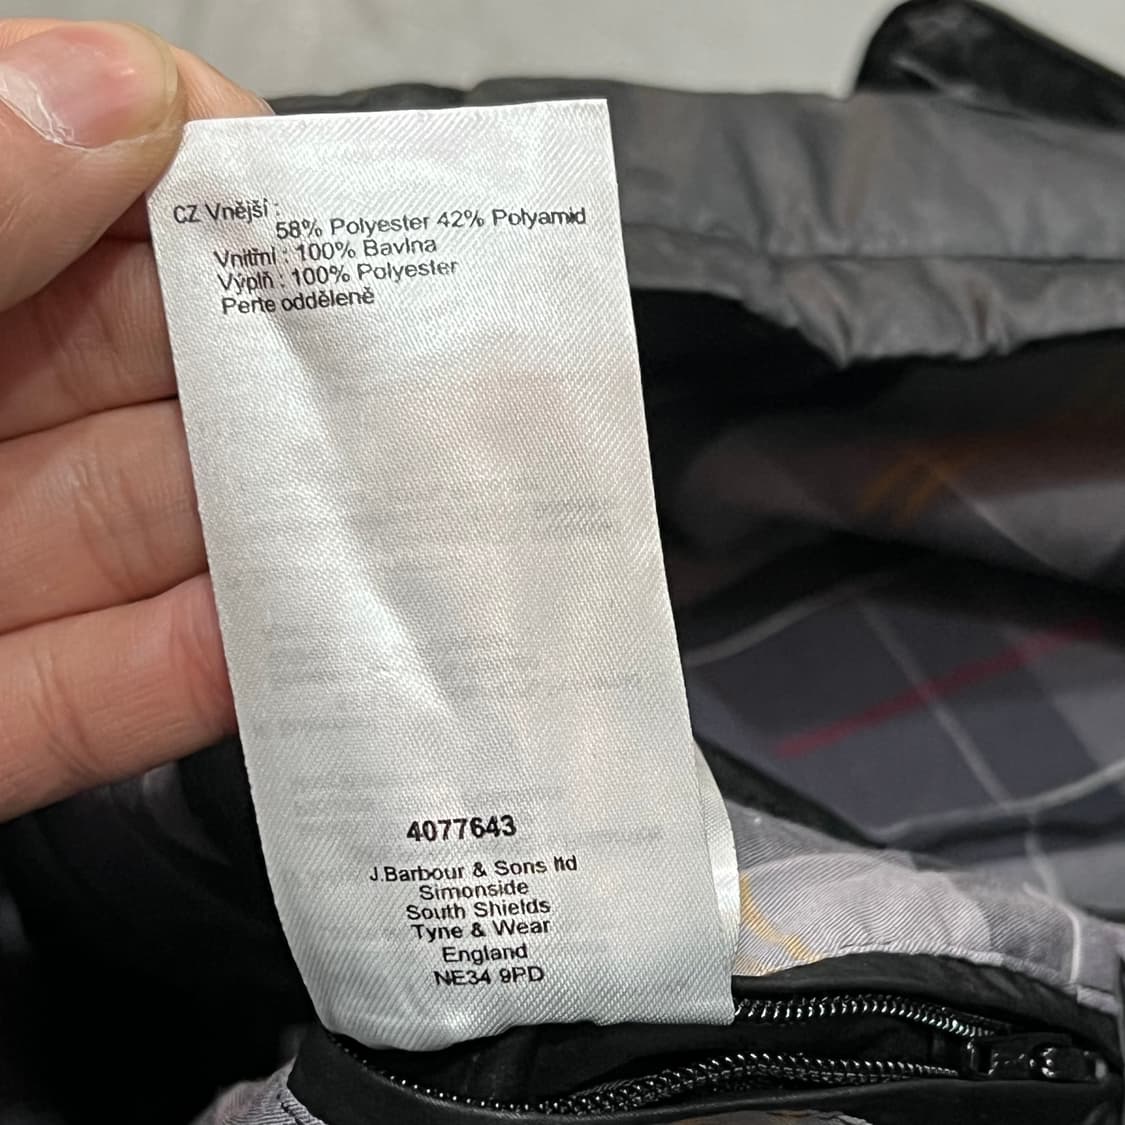 CZ Vnější :
58% Polyester 42% Polyamid
Vnitřní : 100% Bavlna
Výplň : 100% Polyester
Perte odděleně
4077643
J.Barbour & Sons ltd
Simonside
South Shields
Tyne & Wear
England
NE34 9PD